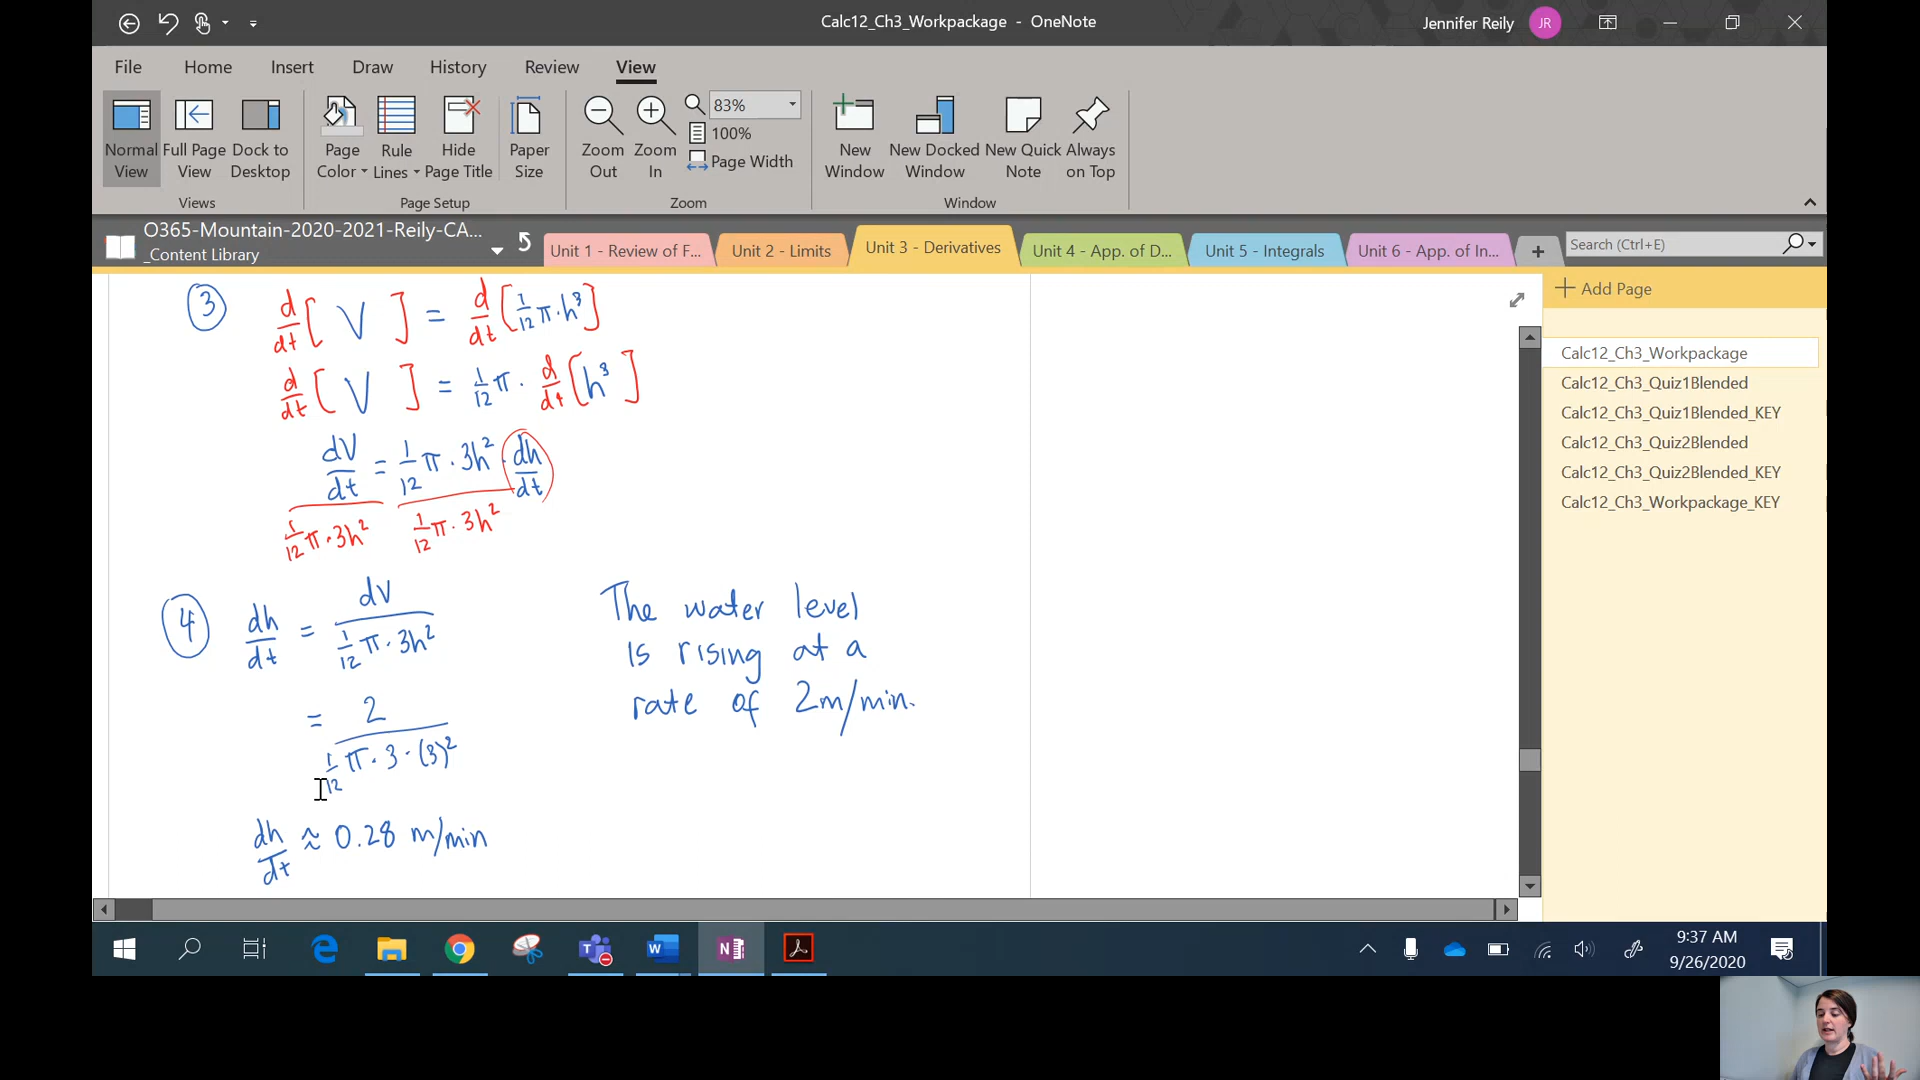 Calc12_Ch3_Workpackage - OneNote
Jennifer Reily
JR
File Home Insert Draw History Review View
Normal View
Full Page View
Dock to Desktop
Views
Page Color
Rule Lines
Hide Page Title
Paper Size
Page Setup
Zoom Out
Zoom In
83%
100%
Page Width
Zoom
New Window
New Docked Window
New Quick Note
Always on Top
Window
O365-Mountain-2020-2021-Reily-CA...
_Content Library
Unit 1 - Review of F...
Unit 2 - Limits
Unit 3 - Derivatives
Unit 4 - App. of D...
Unit 5 - Integrals
Unit 6 - App. of In...
+
Search (Ctrl+E)
+ Add Page
Calc12_Ch3_Workpackage
Calc12_Ch3_Quiz1Blended
Calc12_Ch3_Quiz1Blended_KEY
Calc12_Ch3_Quiz2Blended
Calc12_Ch3_Quiz2Blended_KEY
Calc12_Ch3_Workpackage_KEY
③ d/dt [ V ] = d/dt [1/12 π · h³]
d/dt [ V ] = 1/12 π · d/dt [h³ ]
dV/dt = 1/12 π · 3h² · dh/dt
1/12 π · 3h² 1/12 π · 3h²
④ dh/dt = dV / 1/12 π · 3h²
= 2 / 1/12 π · 3 · (3)²
dh/dt ≈ 0.28 m/min
The water level
is rising at a
rate of 2m/min.
9:37 AM
9/26/2020